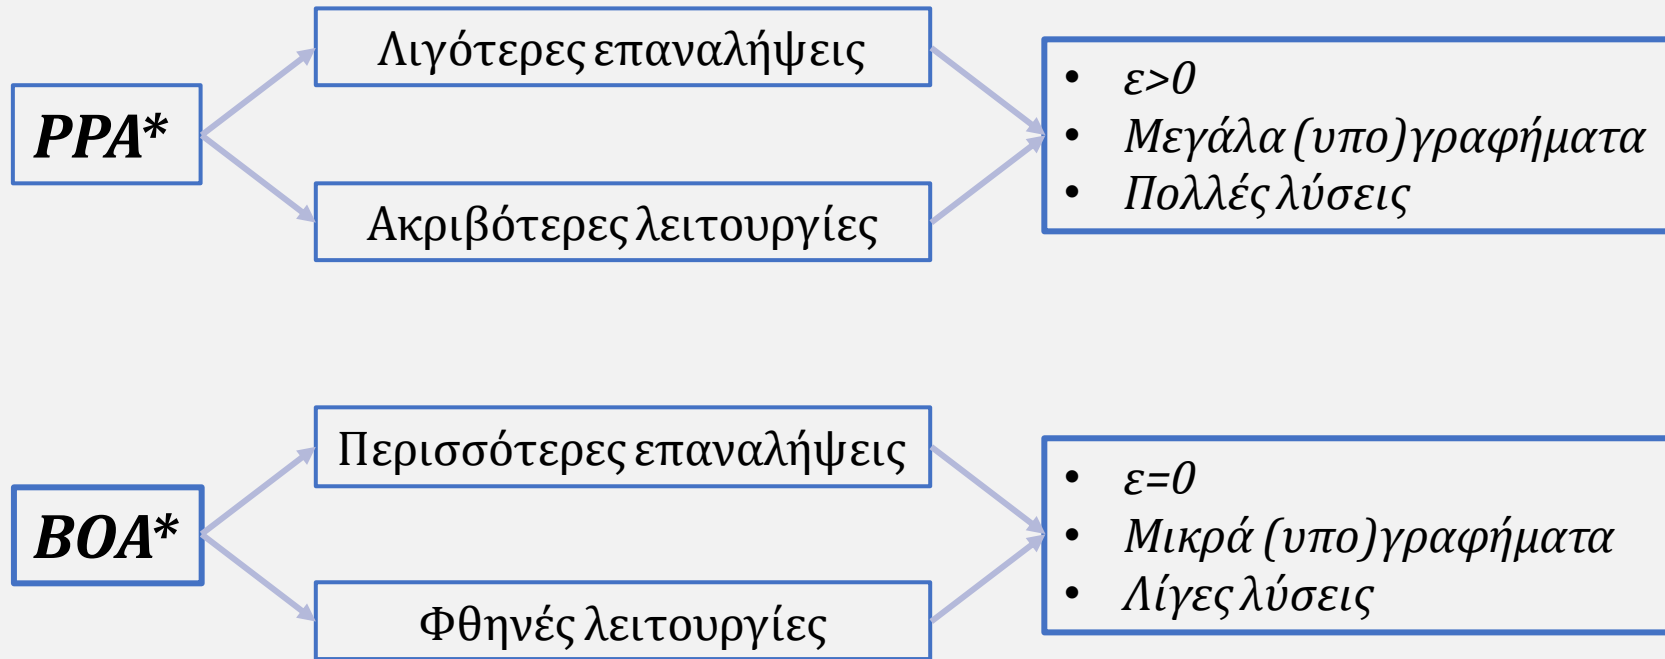 PPA*
Λιγότερες επαναλήψεις
Ακριβότερες λειτουργίες
• ε>0
• Μεγάλα (υπο)γραφήματα
• Πολλές λύσεις
BOA*
Περισσότερες επαναλήψεις
Φθηνές λειτουργίες
• ε=0
• Μικρά (υπο)γραφήματα
• Λίγες λύσεις